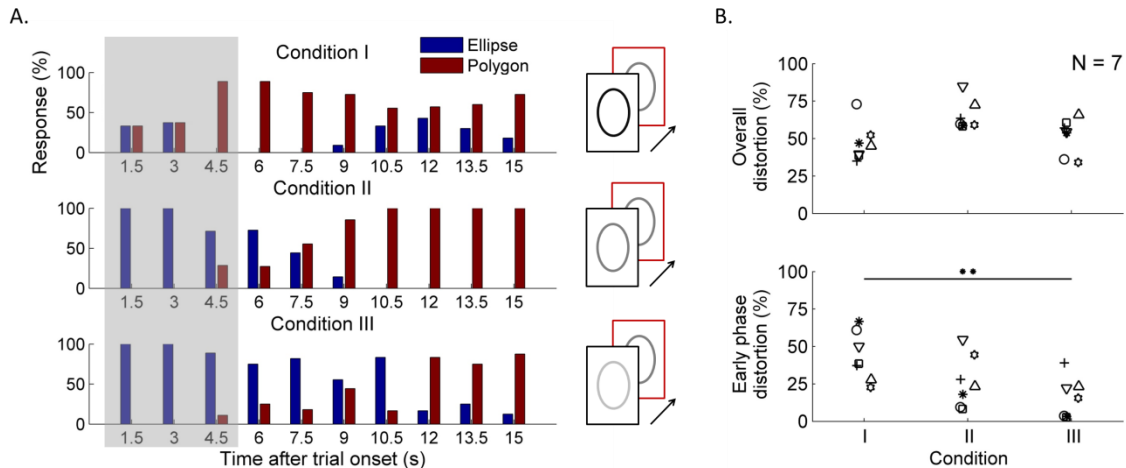 A.
Condition I
Ellipse
Polygon
Response (%)
100
50
0
1.5 3 4.5 6 7.5 9 10.5 12 13.5 15
Condition II
100
50
0
1.5 3 4.5 6 7.5 9 10.5 12 13.5 15
Condition III
100
50
0
1.5 3 4.5 6 7.5 9 10.5 12 13.5 15
Time after trial onset (s)
B.
N = 7
Overall
distortion (%)
100
75
50
25
0
Early phase
distortion (%)
100
75
50
25
0
I II III
Condition